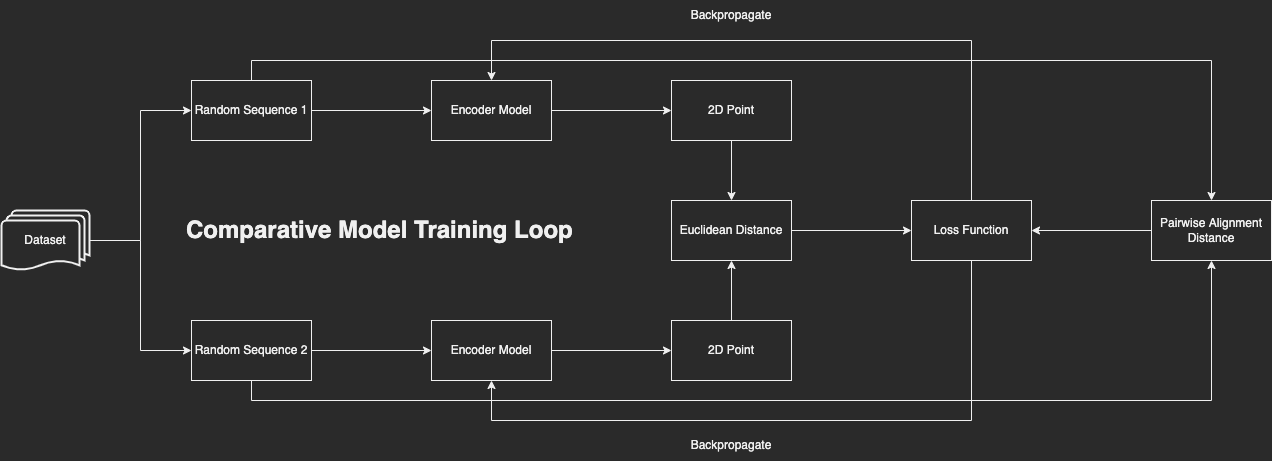 Backpropagate
Random Sequence 1
Encoder Model
2D Point
Dataset
Comparative Model Training Loop
Euclidean Distance
Loss Function
Pairwise Alignment
Distance
Random Sequence 2
Encoder Model
2D Point
Backpropagate